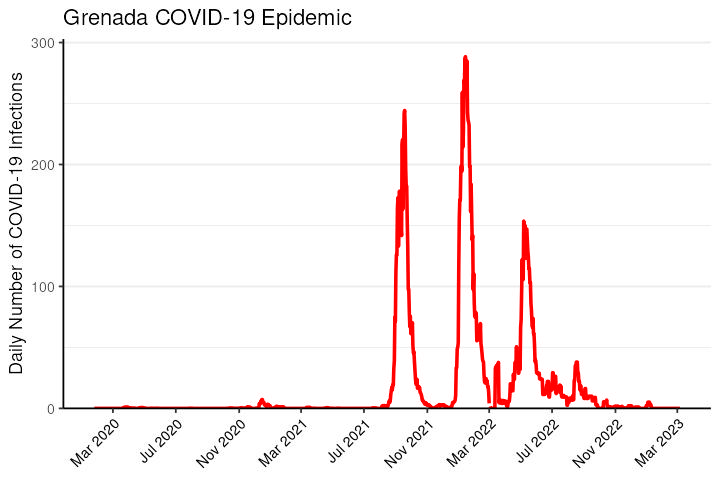 Grenada COVID-19 Epidemic
Daily Number of COVID-19 Infections
300
200
100
0
Mar 2020
Jul 2020
Nov 2020
Mar 2021
Jul 2021
Nov 2021
Mar 2022
Jul 2022
Nov 2022
Mar 2023